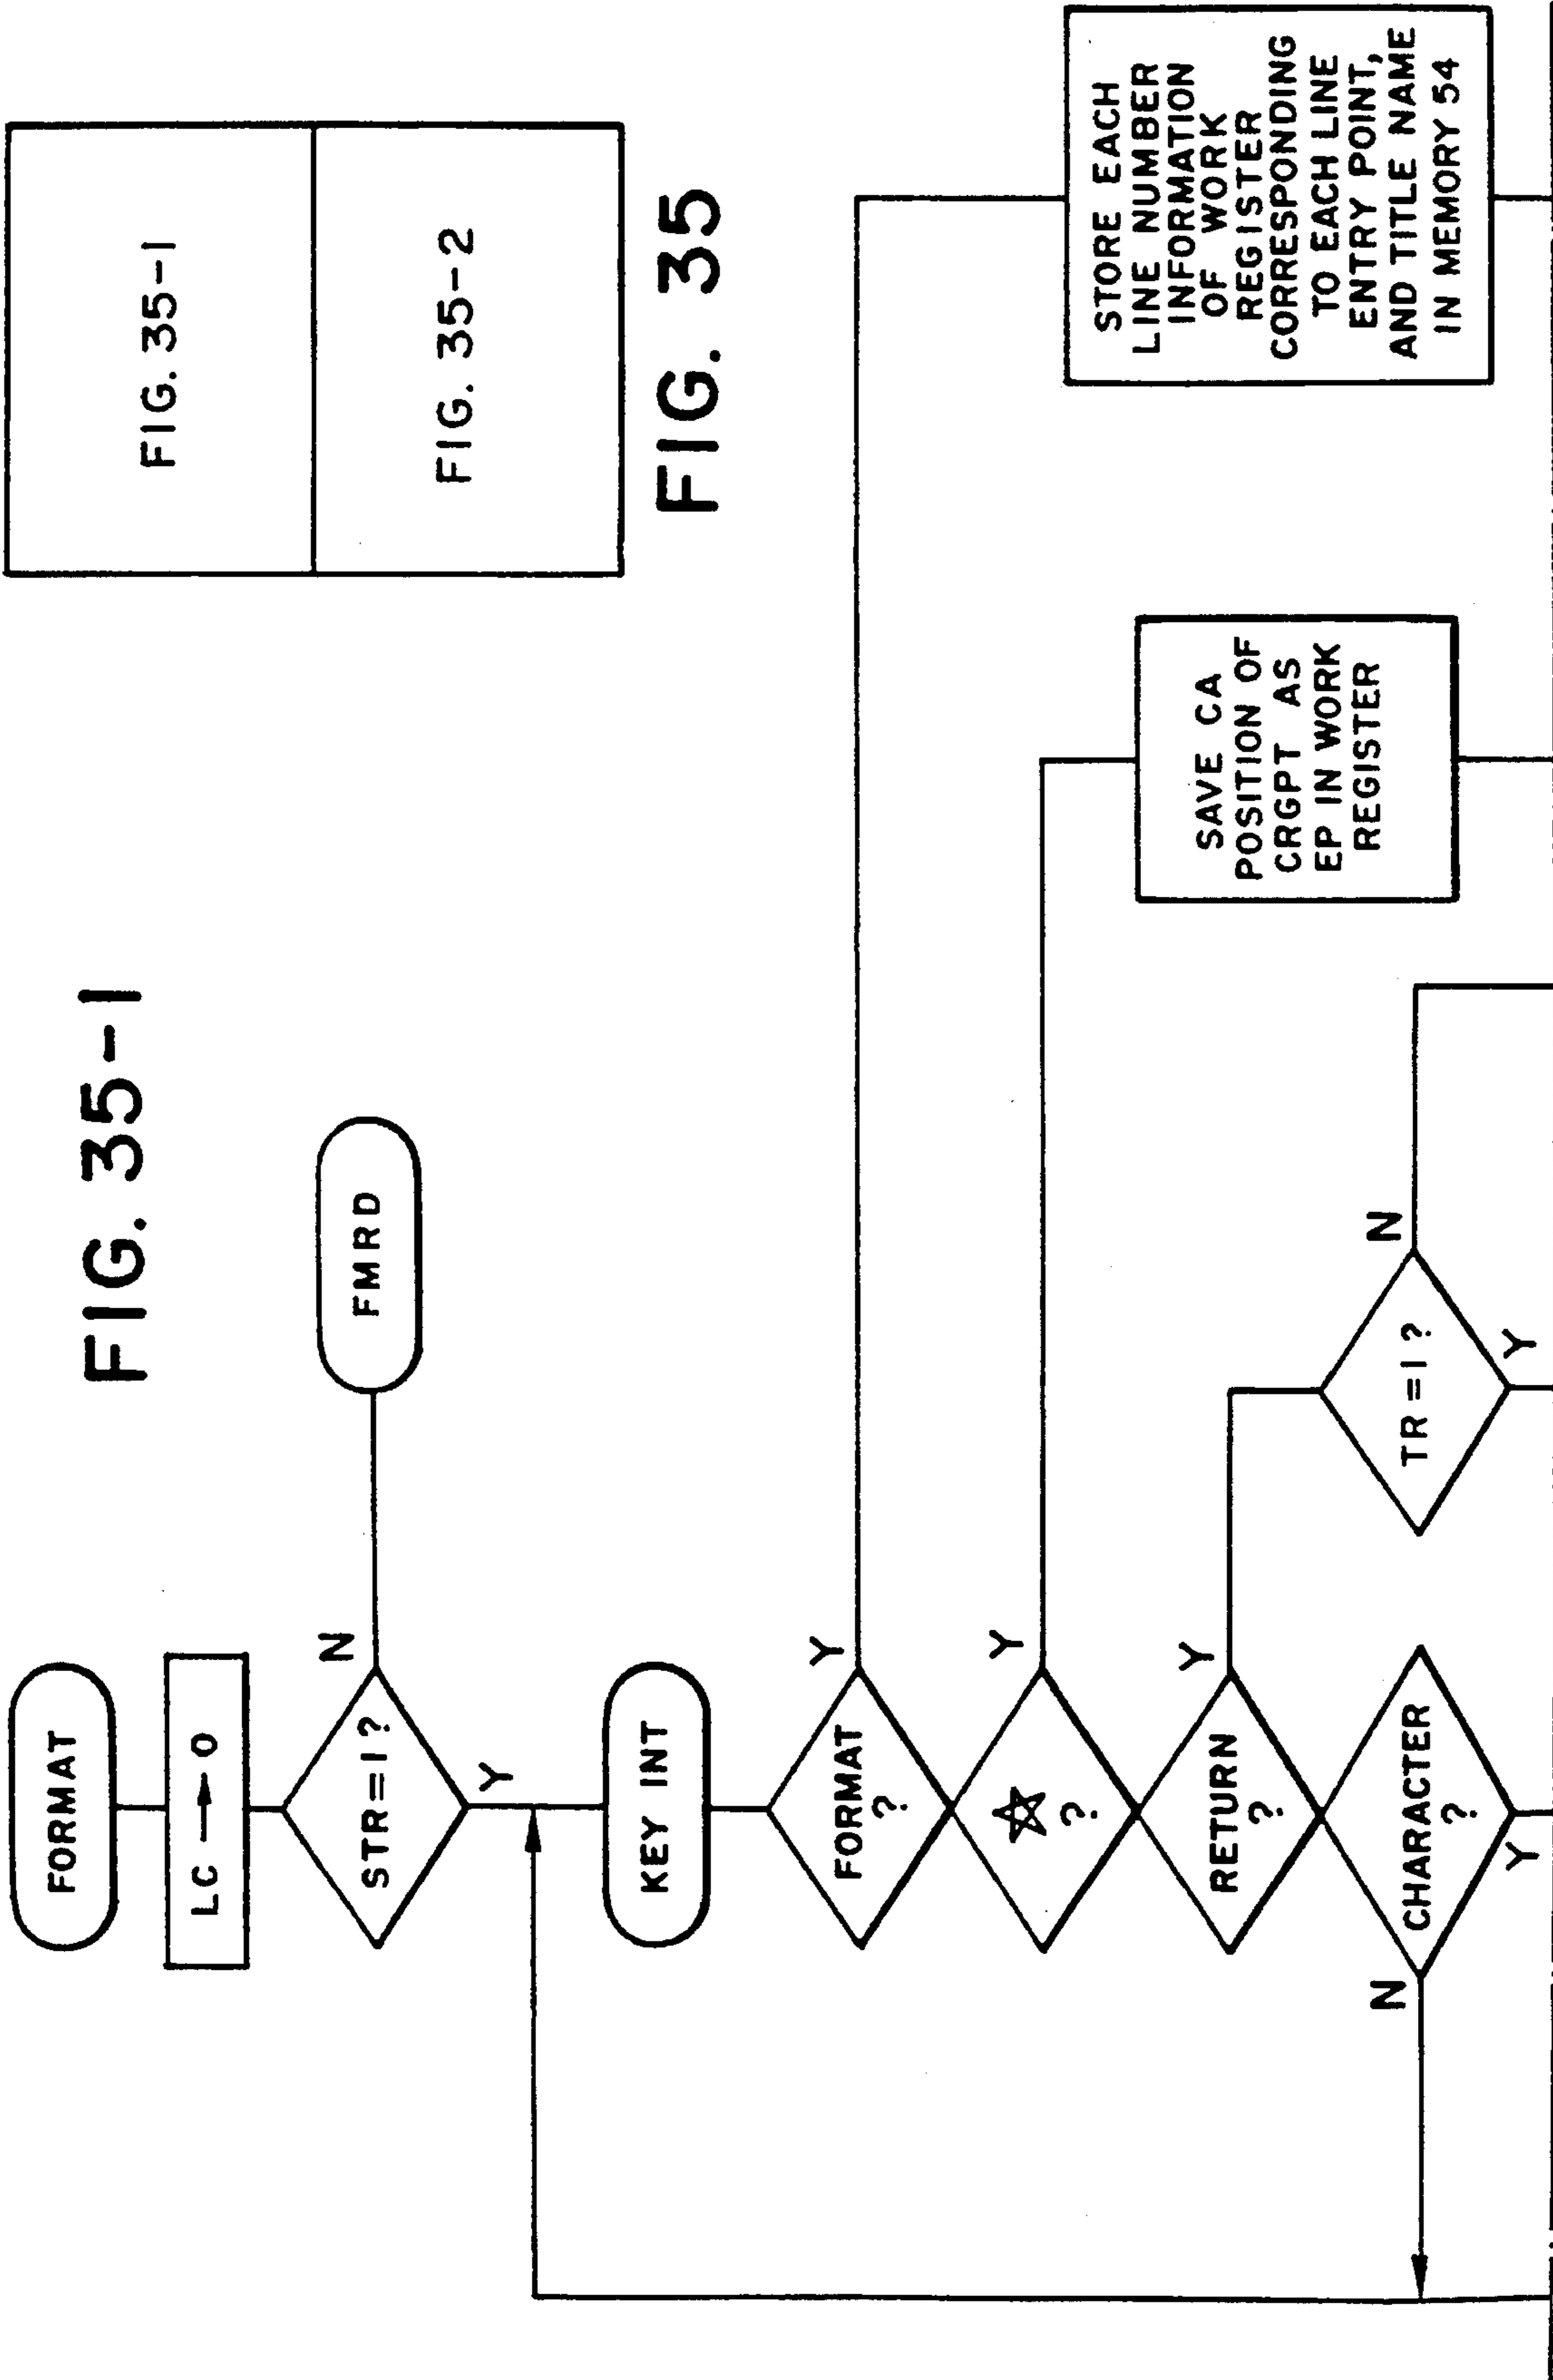 FIG. 35-1
FIG. 35-1
FIG. 35-2
FIG. 35
FORMAT
LC → 0
STR=1?
N
FMRD
Y
KEY INT
FORMAT
?
Y
STORE EACH
LINE NUMBER
INFORMATION
OF WORK
REGISTER
CORRESPONDING
TO EACH LINE
ENTRY POINT,
AND TITLE NAME
IN MEMORY 54
☆
?
Y
SAVE CA
POSITION OF
CRGPT AS
EP IN WORK
REGISTER
RETURN
?
Y
TR=1?
N
Y
CHARACTER
?
N
Y